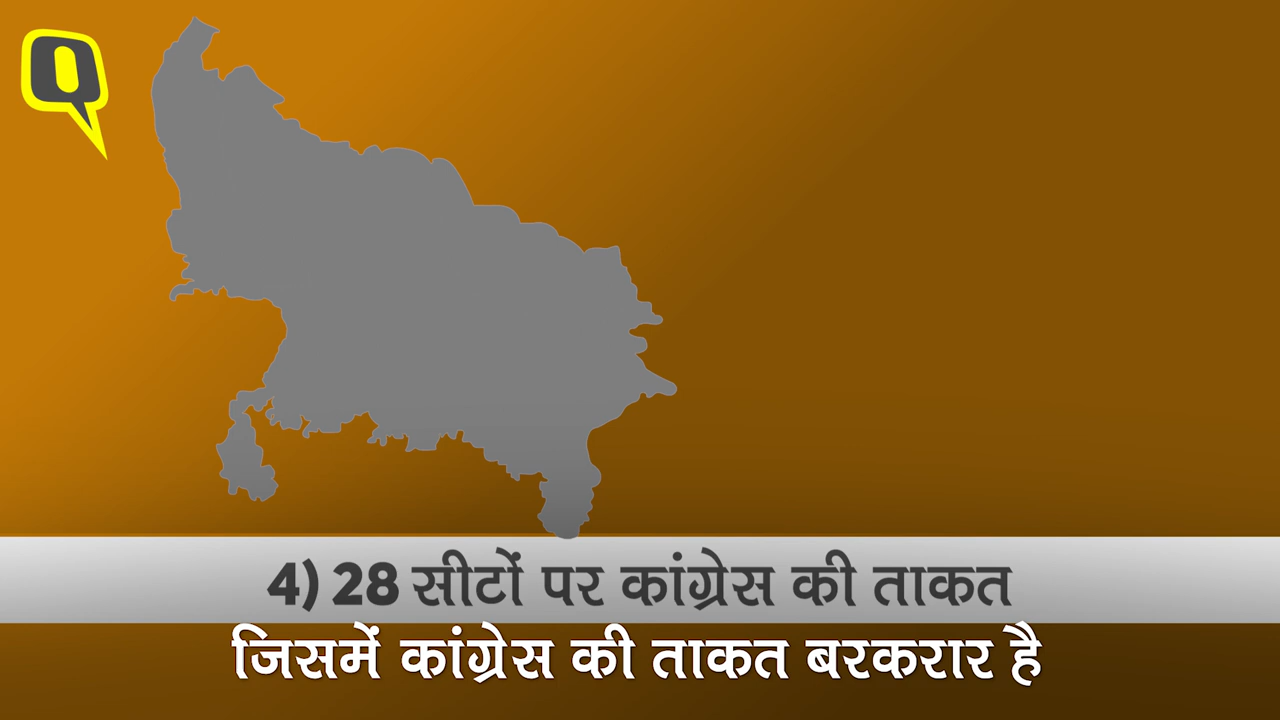 4) 28 सीटों पर कांग्रेस की ताकत
जिसमें कांग्रेस की ताकत बरकरार है